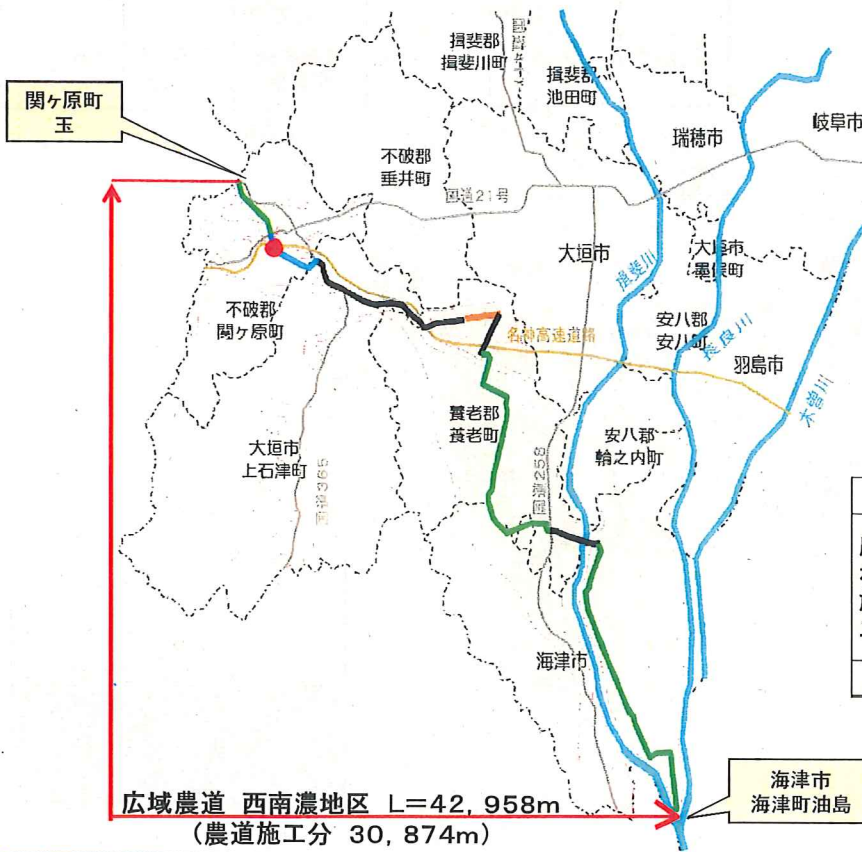 揖斐郡
揖斐川町
揖斐郡
池田町
関ヶ原町
玉
瑞穂市
岐阜市
不破郡
垂井町
国道21号
大垣市
揖斐川
大垣市
墨俣町
不破郡
関ヶ原町
名神高速道路
安八郡
安八町
長良川
羽島市
木曽川
養老郡
養老町
大垣市
上石津町
国道365
国道258
安八郡
輪之内町
海津市
広域農道 西南濃地区 L=42,958m
(農道施工分 30,874m)
海津市
海津町油島